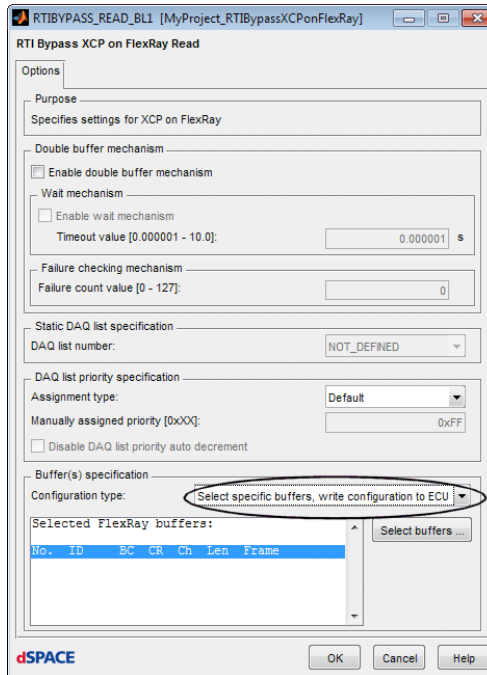 RTIBYPASS_READ_BL1 [MyProject_RTIBypassXCPonFlexRay]
RTI Bypass XCP on FlexRay Read
Options
Purpose
Specifies settings for XCP on FlexRay
Double buffer mechanism
Enable double buffer mechanism
Wait mechanism
Enable wait mechanism
Timeout value [0.000001 - 10.0]: 0.000001 s
Failure checking mechanism
Failure count value [0 - 127]: 0
Static DAQ list specification
DAQ list number: NOT_DEFINED
DAQ list priority specification
Assignment type: Default
Manually assigned priority [0xXX]: 0xFF
Disable DAQ list priority auto decrement
Buffer(s) specification
Configuration type: Select specific buffers, write configuration to ECU
Selected FlexRay buffers: Select buffers ...
No. ID BC CR Ch Len Frame
dSPACE OK Cancel Help